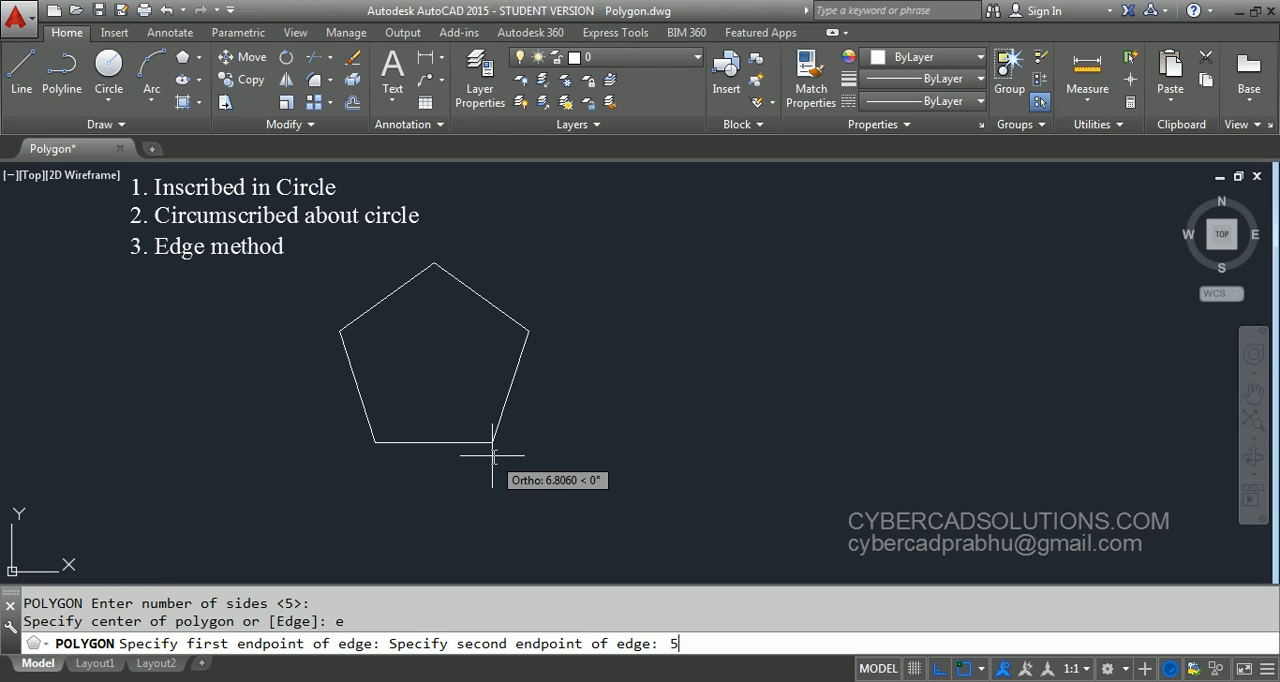 Autodesk AutoCAD 2015 - STUDENT VERSION Polygon.dwg
Type a keyword or phrase
Sign In
Home Insert Annotate Parametric View Manage Output Add-ins Autodesk 360 Express Tools BIM 360 Featured Apps
Line
Polyline
Circle
Arc
Move
Copy
Text
Layer
Properties
0
Insert
Match
Properties
ByLayer
ByLayer
ByLayer
Group
Measure
Paste
Base
Draw
Modify
Annotation
Layers
Block
Properties
Groups
Utilities
Clipboard
View
Polygon*
[−][Top][2D Wireframe]
1. Inscribed in Circle
2. Circumscribed about circle
3. Edge method
N
W
TOP
E
S
WCS
Ortho: 6.8060 < 0°
Y
X
CYBERCADSOLUTIONS.COM
cybercadprabhu@gmail.com
POLYGON Enter number of sides <5>:
Specify center of polygon or [Edge]: e
POLYGON Specify first endpoint of edge: Specify second endpoint of edge: 5
Model Layout1 Layout2
MODEL
1:1